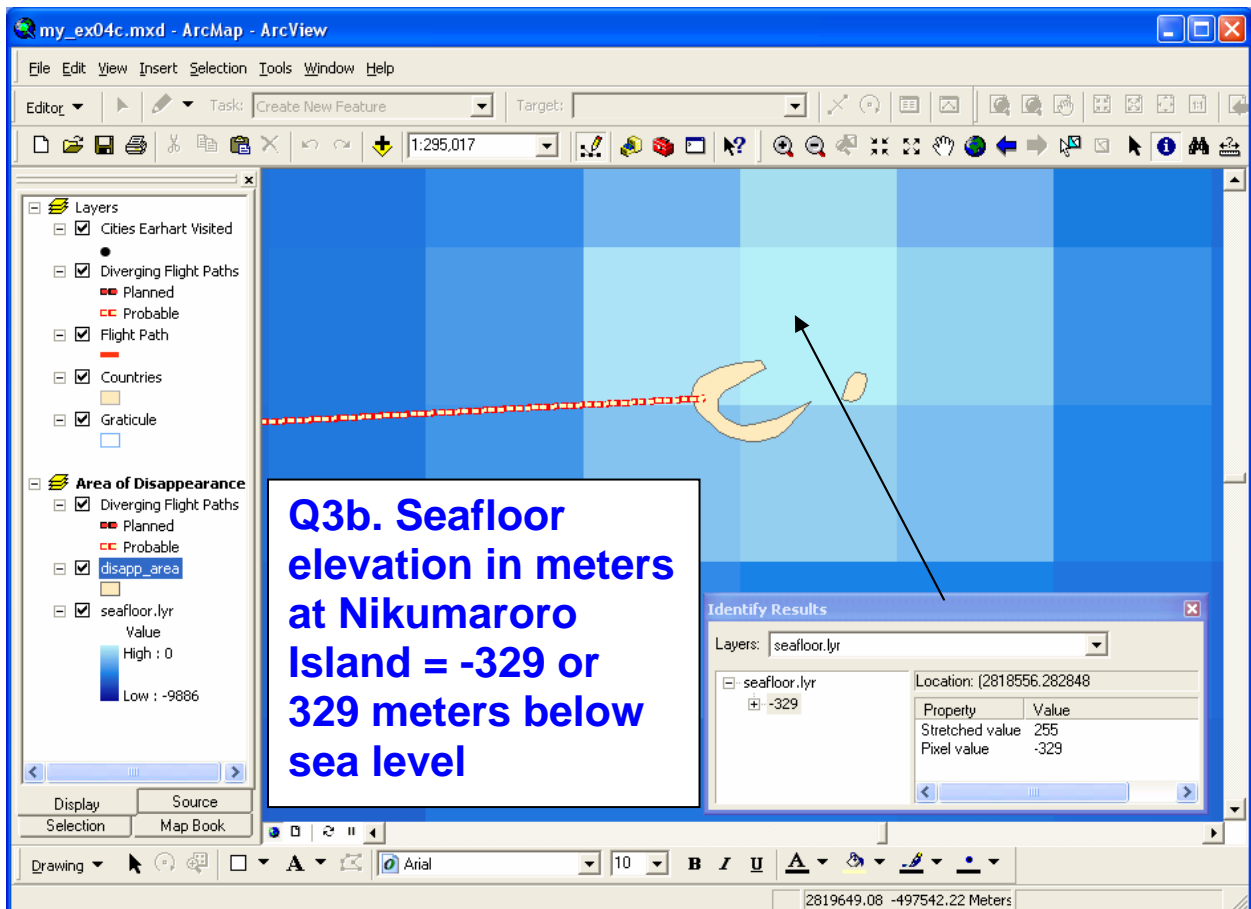 my_ex04c.mxd - ArcMap - ArcView
File Edit View Insert Selection Tools Window Help
Editor Task: Create New Feature Target:
1:295,017
Layers
Cities Earhart Visited
Diverging Flight Paths
Planned
Probable
Flight Path
Countries
Graticule
Area of Disappearance
Diverging Flight Paths
Planned
Probable
disapp_area
seafloor.lyr
Value
High : 0
Low : -9886
Display Source
Selection Map Book
Q3b. Seafloor
elevation in meters
at Nikumaroro
Island = -329 or
329 meters below
sea level
Identify Results
Layers: seafloor.lyr
seafloor.lyr
-329
Location: (2818556.282848
Property Value
Stretched value 255
Pixel value -329
Drawing A Arial 10 B I U A
2819649.08 -497542.22 Meters